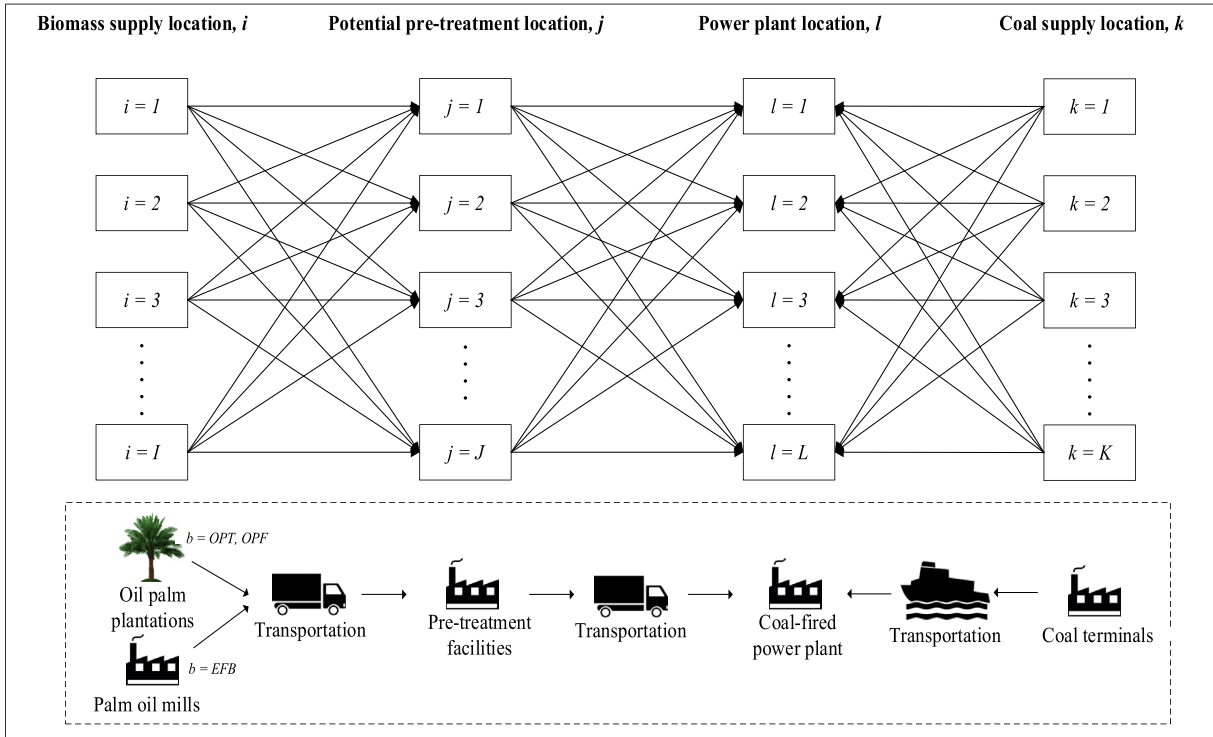 Biomass supply location, i
Potential pre-treatment location, j
Power plant location, l
Coal supply location, k
i = 1
j = 1
l = 1
k = 1
i = 2
j = 2
l = 2
k = 2
i = 3
j = 3
l = 3
k = 3
i = I
j = J
l = L
k = K
b = OPT, OPF
Oil palm
plantations
b = EFB
Palm oil mills
Transportation
Pre-treatment
facilities
Transportation
Coal-fired
power plant
Transportation
Coal terminals